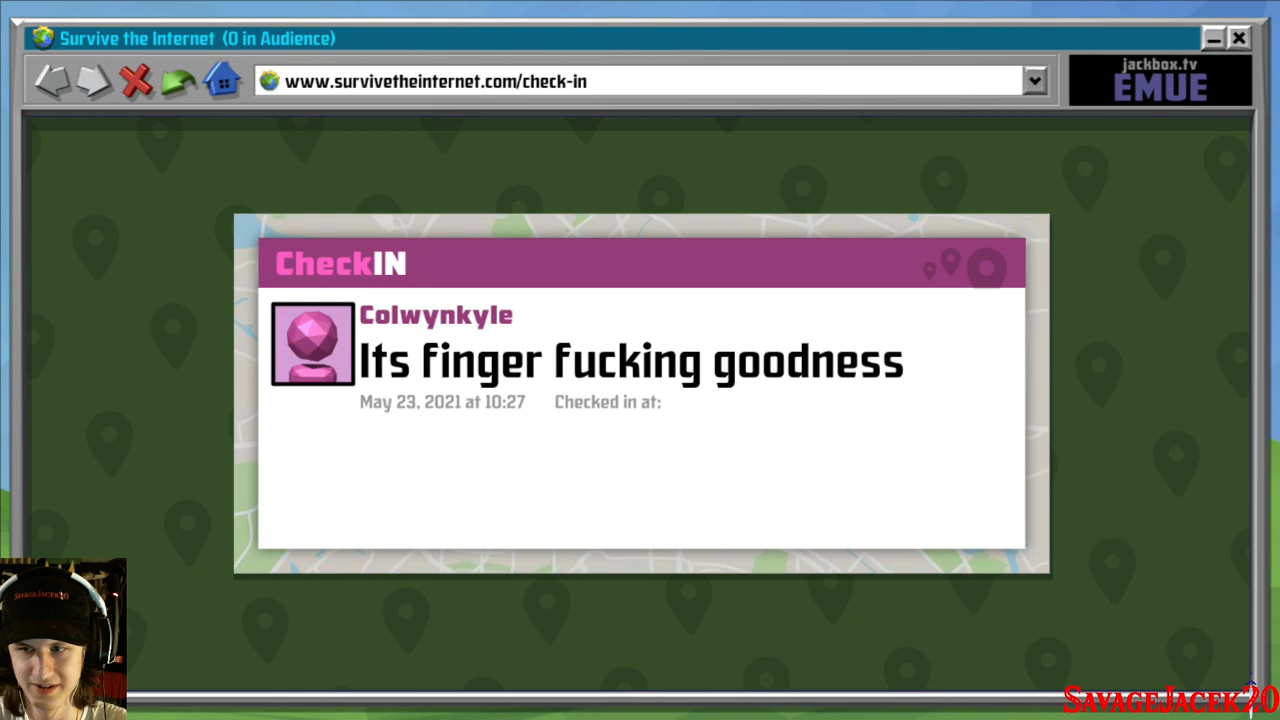 Survive the Internet (0 in Audience)
www.survivetheinternet.com/check-in
jackbox.tv
EMUE
CheckIN
Colwynkyle
Its finger fucking goodness
May 23, 2021 at 10:27 Checked in at:
SAVAGEJACEK20
SAVAGEJACEK20